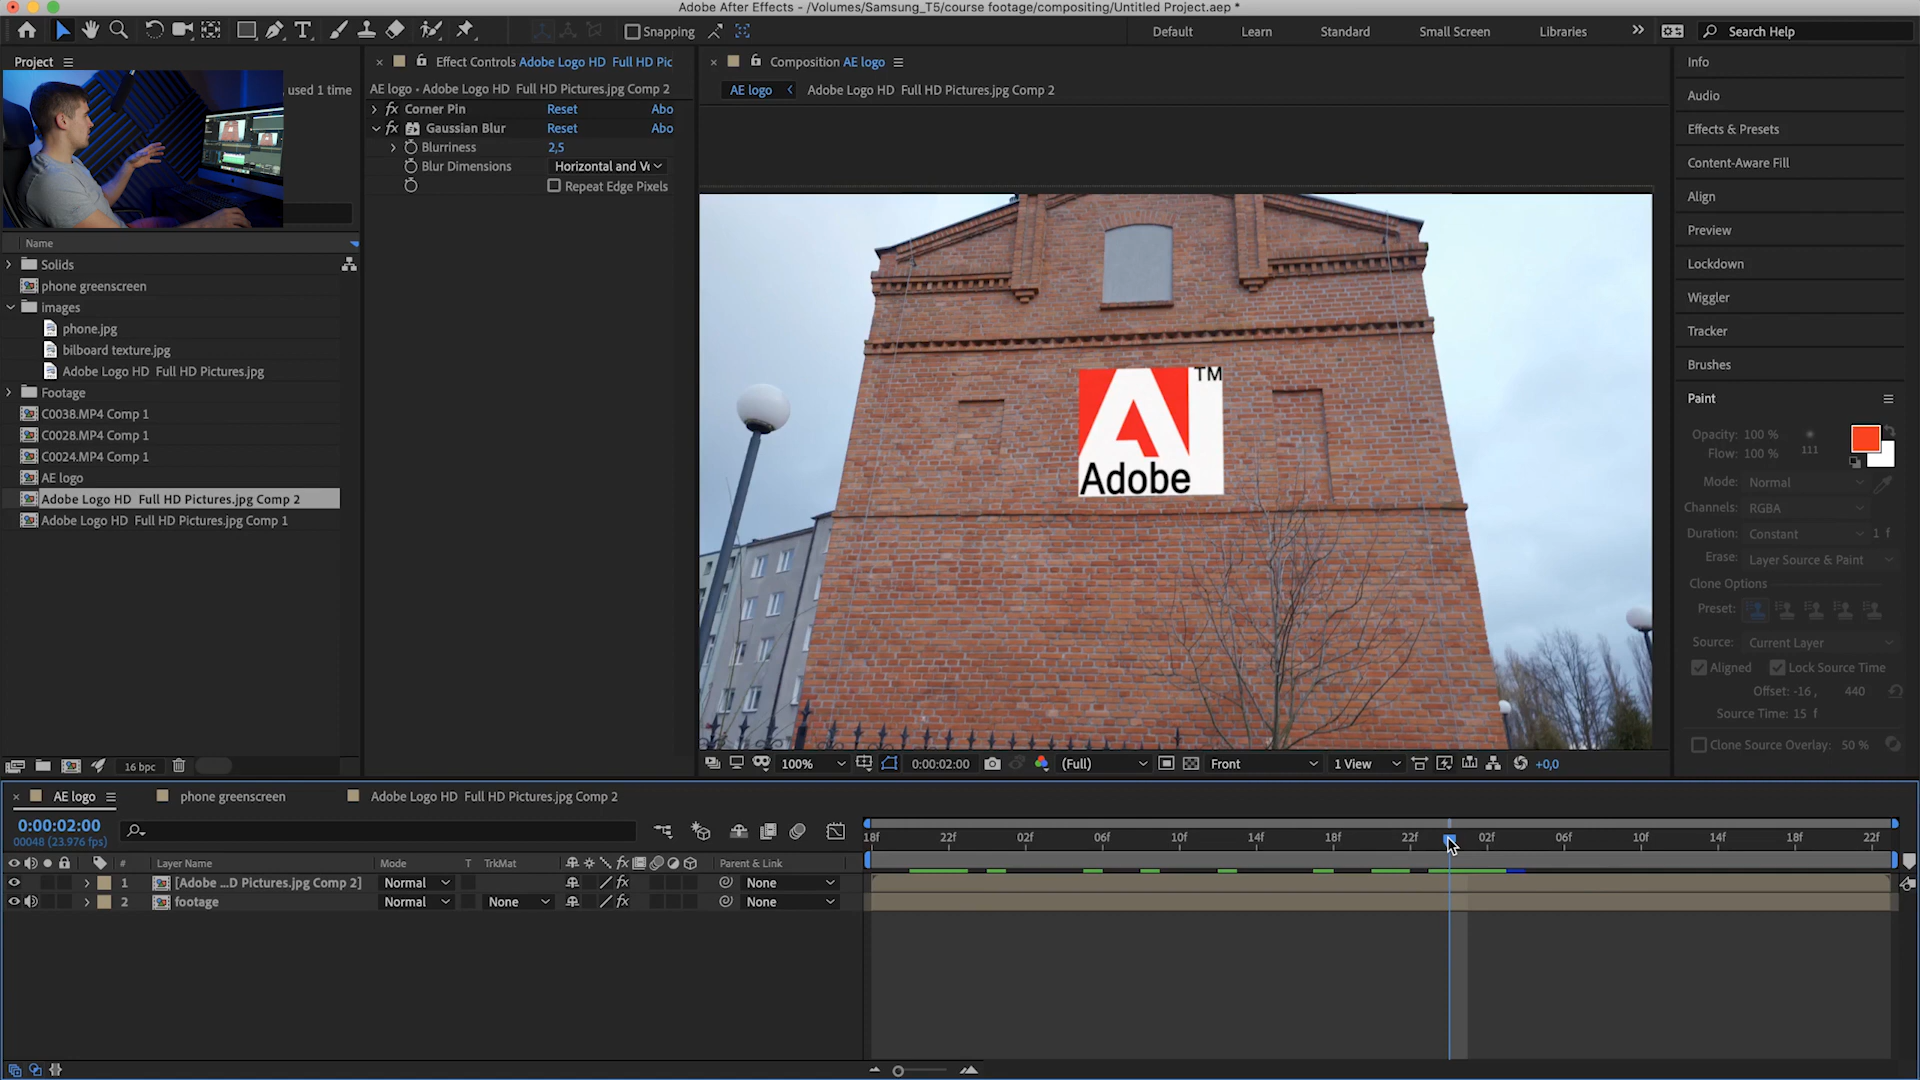 Adobe After Effects - /Volumes/Samsung_T5/course footage/compositing/Untitled Project.aep *
Snapping
Default
Learn
Standard
Small Screen
Libraries
Search Help
Project
, used 1 time
Name
Solids
phone greenscreen
images
phone.jpg
bilboard texture.jpg
Adobe Logo HD Full HD Pictures.jpg
Footage
C0038.MP4 Comp 1
C0028.MP4 Comp 1
C0024.MP4 Comp 1
AE logo
Adobe Logo HD Full HD Pictures.jpg Comp 2
Adobe Logo HD Full HD Pictures.jpg Comp 1
16 bpc
Effect Controls Adobe Logo HD Full HD Pic
AE logo • Adobe Logo HD Full HD Pictures.jpg Comp 2
fx Corner Pin Reset Abo
fx Gaussian Blur Reset Abo
Blurriness 2,5
Blur Dimensions Horizontal and Ve
Repeat Edge Pixels
Composition AE logo
AE logo
Adobe Logo HD Full HD Pictures.jpg Comp 2
TM
Adobe
100%
0:00:02:00
(Full)
Front
1 View
+0,0
Info
Audio
Effects & Presets
Content-Aware Fill
Align
Preview
Lockdown
Wiggler
Tracker
Brushes
Paint
Opacity: 100 %
Flow: 100 %
111
Mode: Normal
Channels: RGBA
Duration: Constant 1 f
Erase: Layer Source & Paint
Clone Options
Preset:
Source: Current Layer
Aligned Lock Source Time
Offset: -16 , 440
Source Time: 15 f
Clone Source Overlay: 50 %
AE logo
phone greenscreen
Adobe Logo HD Full HD Pictures.jpg Comp 2
0:00:02:00
00048 (23.976 fps)
18f 22f 02f 06f 10f 14f 18f 22f 02f 06f 10f 14f 18f 22f
# Layer Name Mode T TrkMat fx Parent & Link
1 [Adobe ...D Pictures.jpg Comp 2] Normal fx None
2 footage Normal None fx None